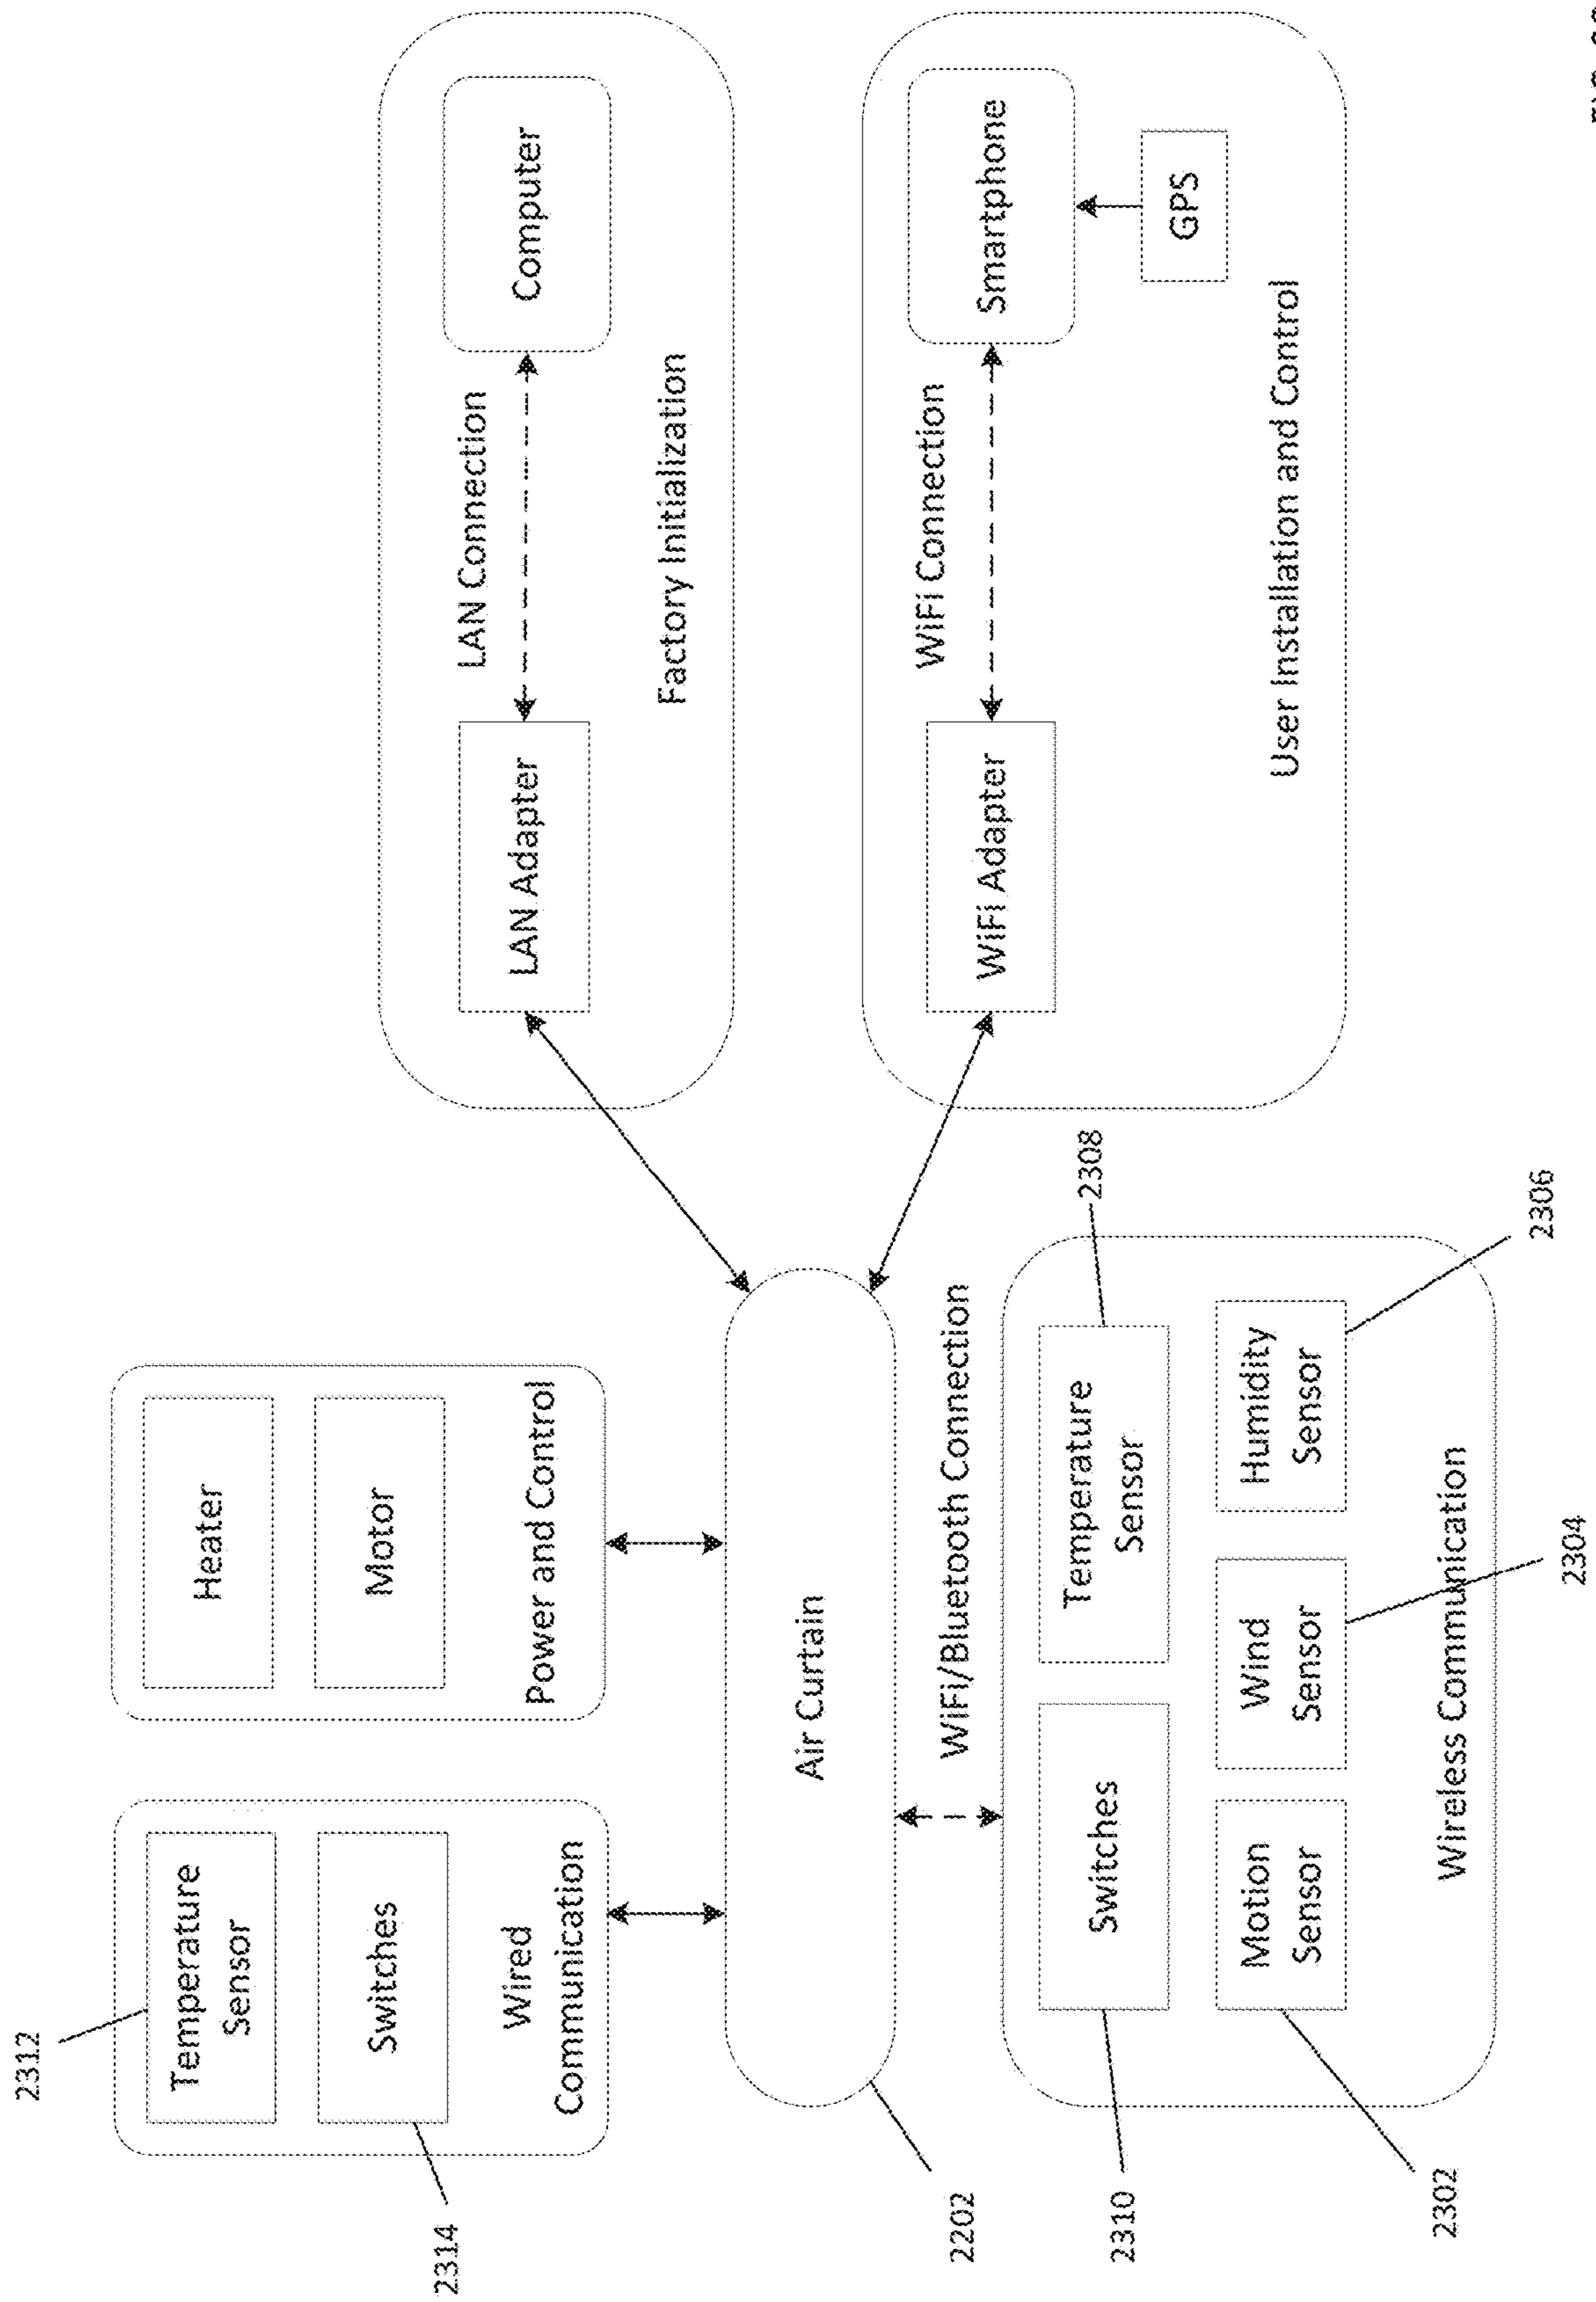 2312
Temperature
Sensor
Switches
Wired
Communication
2314
Heater
Motor
Power and Control
LAN Adapter
LAN Connection
Computer
Factory Initialization
Air Curtain
2202
WiFi/Bluetooth Connection
WiFi Adapter
WiFi Connection
Smartphone
GPS
User Installation and Control
2310
Switches
Temperature
Sensor
2308
Motion
Sensor
Wind
Sensor
Humidity
Sensor
2302
2304
2306
Wireless Communication